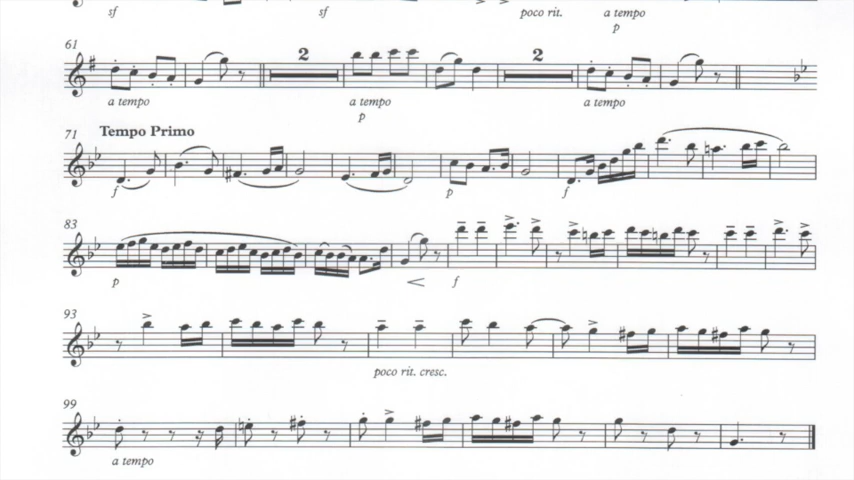 sf sf poco rit. a tempo
p
61
2 2
a tempo a tempo a tempo
p
71 Tempo Primo
f p f
83
p f
93
poco rit. cresc.
99
a tempo